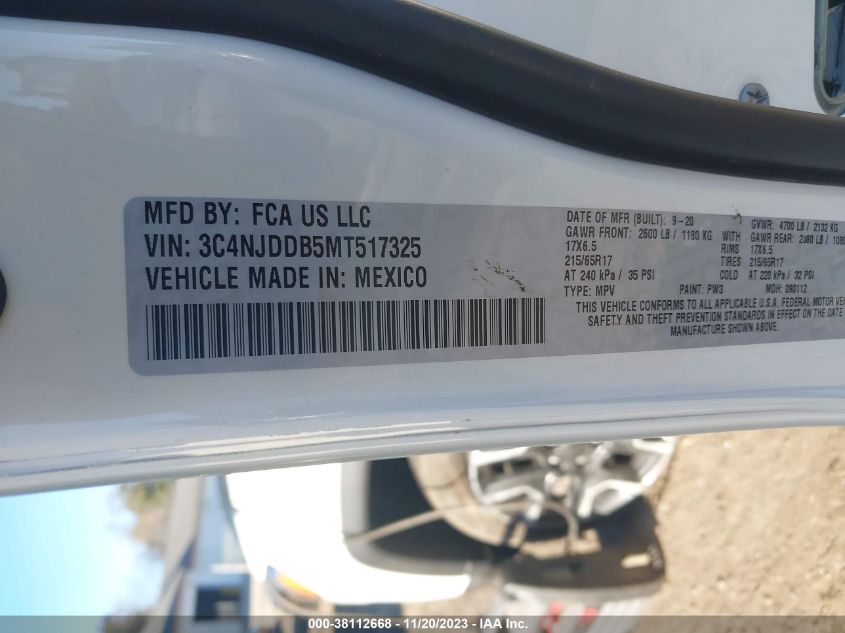 MFD BY: FCA US LLC
VIN: 3C4NJDDB5MT517325
VEHICLE MADE IN: MEXICO
DATE OF MFR (BUILT): 9-20 GVWR: 4700 LB / 2132 KG
GAWR FRONT: 2600 LB / 1180 KG WITH GAWR REAR: 2380 LB / 1080
17X6.5 RIMS 17X6.5
215/65R17 TIRES 215/65R17
AT 240 kPa / 35 PSI COLD AT 220 kPa / 32 PSI
TYPE: MPV PAINT: PW3 MDH: 090112
THIS VEHICLE CONFORMS TO ALL APPLICABLE U.S.A. FEDERAL MOTOR
SAFETY AND THEFT PREVENTION STANDARDS IN EFFECT ON THE DATE OF
MANUFACTURE SHOWN ABOVE.
000-38112668 - 11/20/2023 - IAA Inc.